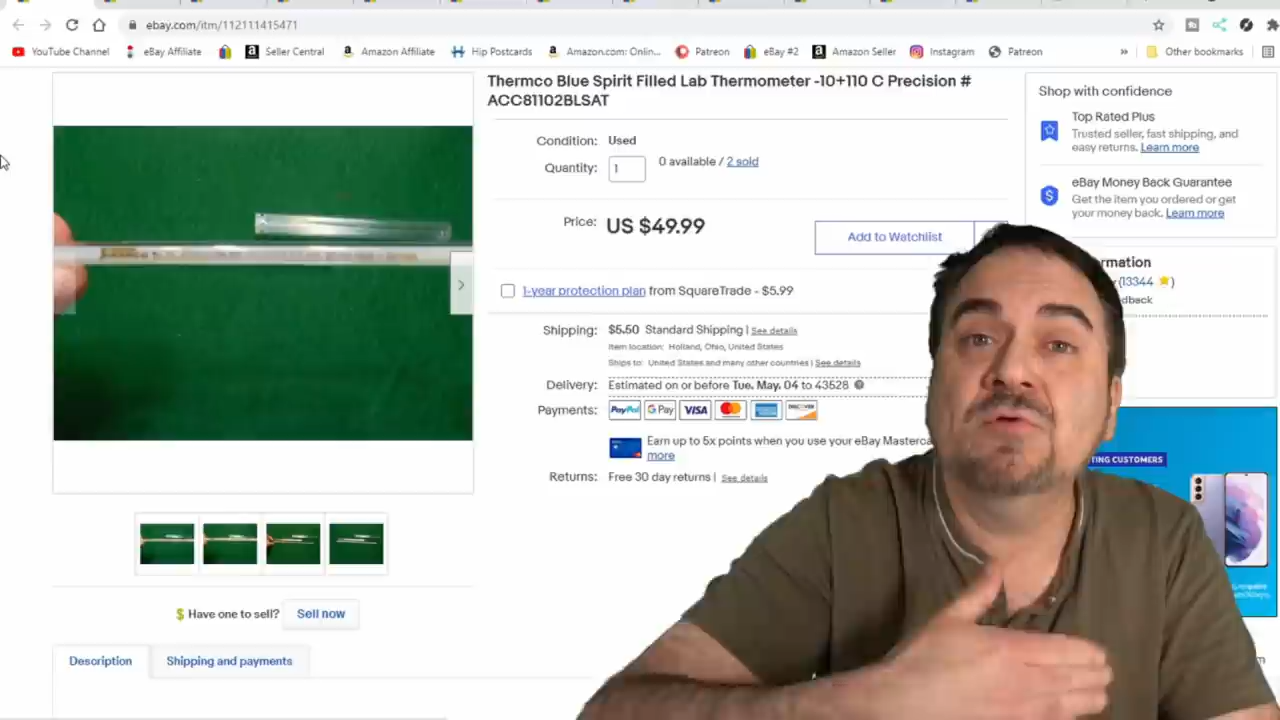 ebay.com/itm/112111415471
YouTube Channel
eBay Affiliate
Seller Central
Amazon Affiliate
Hip Postcards
Amazon.com: Onlin...
Patreon
eBay #2
Amazon Seller
Instagram
Patreon
»
Other bookmarks
Thermco Blue Spirit Filled Lab Thermometer -10+110 C Precision #
ACC81102BLSAT
Condition: Used
Quantity: 1 0 available / 2 sold
Price: US $49.99
Add to Watchlist
1-year protection plan from SquareTrade - $5.99
Shipping: $5.50 Standard Shipping | See details
Item location: Holland, Ohio, United States
Ships to: United States and many other countries | See details
Delivery: Estimated on or before Tue. May. 04 to 43528
Payments: PayPal G Pay VISA DISCOVER
Earn up to 5x points when you use your eBay Masterca
more
Returns: Free 30 day returns | See details
Shop with confidence
Top Rated Plus
Trusted seller, fast shipping, and
easy returns. Learn more
eBay Money Back Guarantee
Get the item you ordered or get
your money back. Learn more
rmation
(13344 )
dback
TING CUSTOMERS
$ Have one to sell? Sell now
Description
Shipping and payments